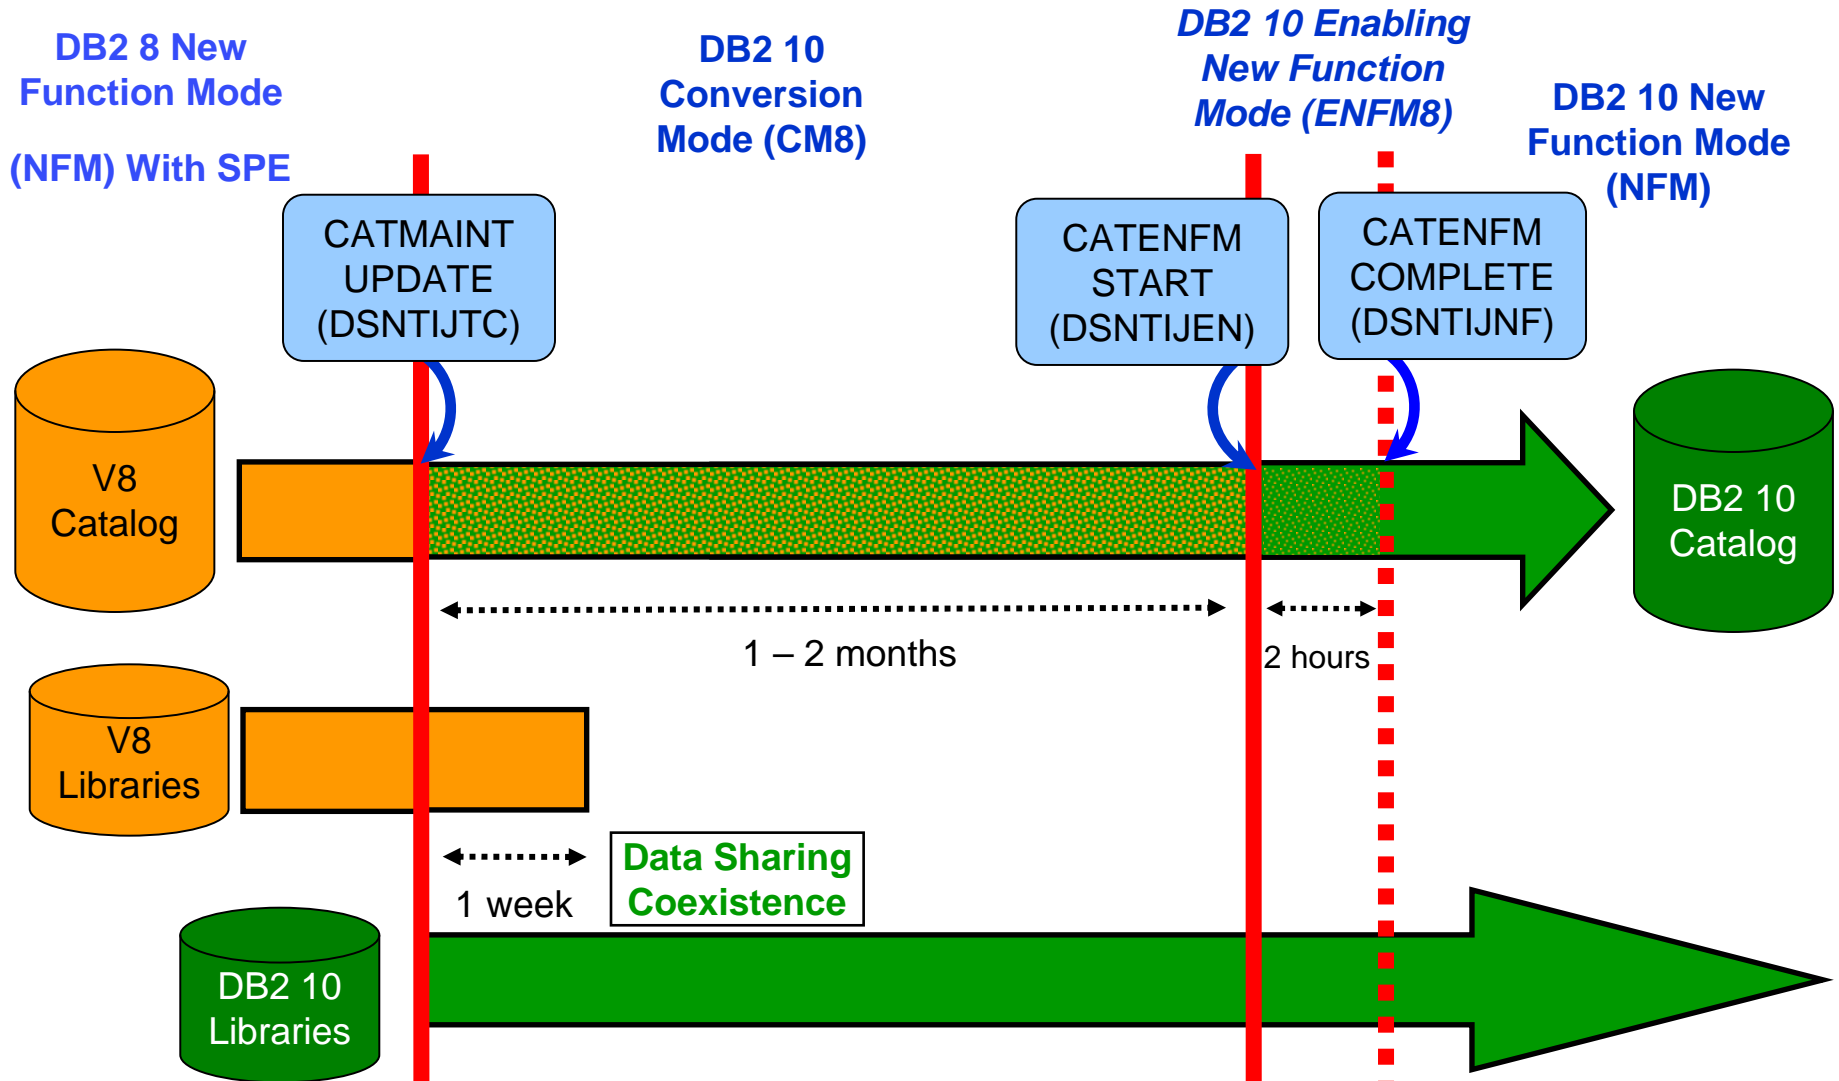 DB2 8 New
Function Mode
(NFM) With SPE
DB2 10
Conversion
Mode (CM8)
DB2 10 Enabling
New Function
Mode (ENFM8)
DB2 10 New
Function Mode
(NFM)
CATMAINT
UPDATE
(DSNTIJTC)
CATENFM
START
(DSNTIJEN)
CATENFM
COMPLETE
(DSNTIJNF)
V8
Catalog
DB2 10
Catalog
1 – 2 months
2 hours
V8
Libraries
1 week
Data Sharing
Coexistence
DB2 10
Libraries